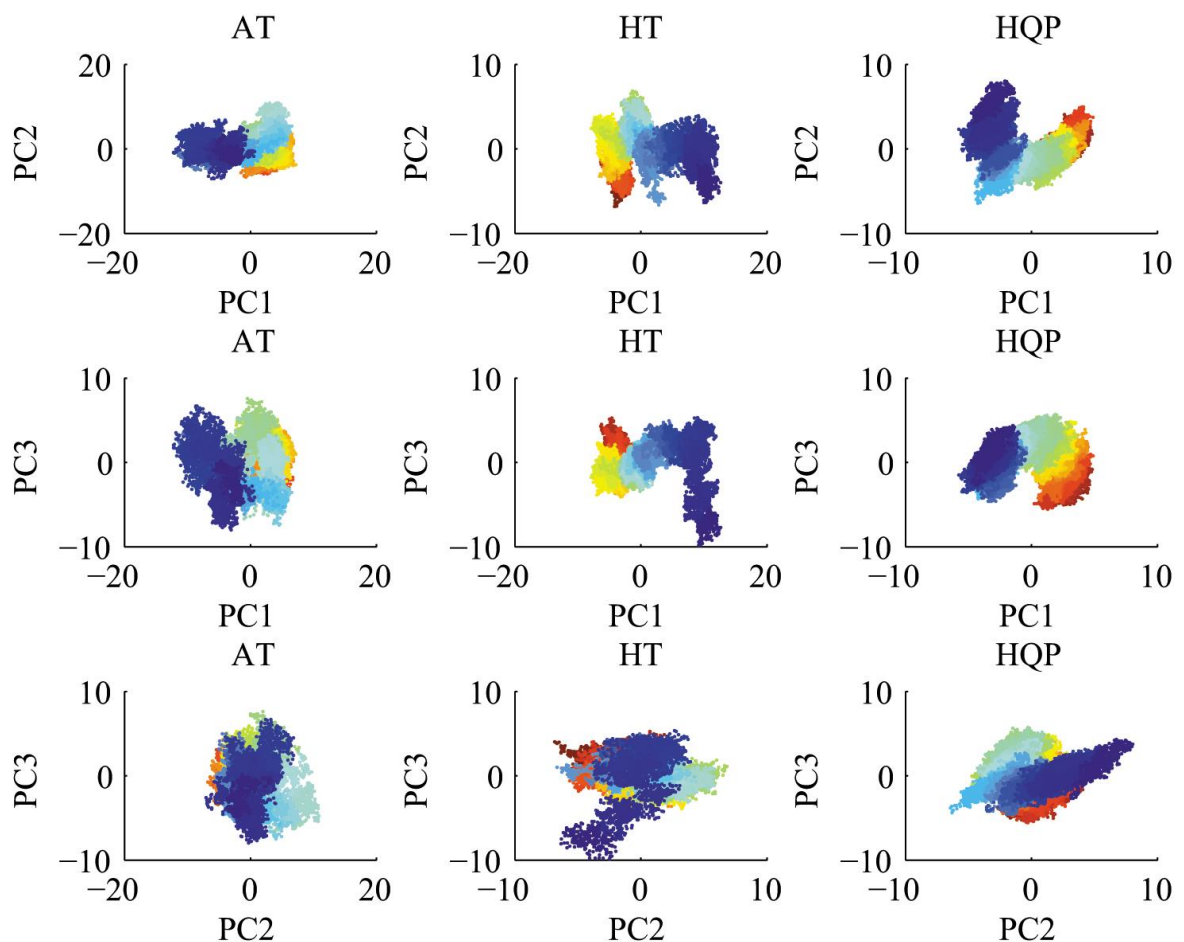 AT HT HQP
20 10 10
PC2 0 PC2 0 PC2 0
−20 −10 −10
−20 0 20 −20 0 20 −10 0 10
PC1 PC1 PC1
AT HT HQP
10 10 10
PC3 0 PC3 0 PC3 0
−10 −10 −10
−20 0 20 −20 0 20 −10 0 10
PC1 PC1 PC1
AT HT HQP
10 10 10
PC3 0 PC3 0 PC3 0
−10 −10 −10
−20 0 20 −10 0 10 −10 0 10
PC2 PC2 PC2